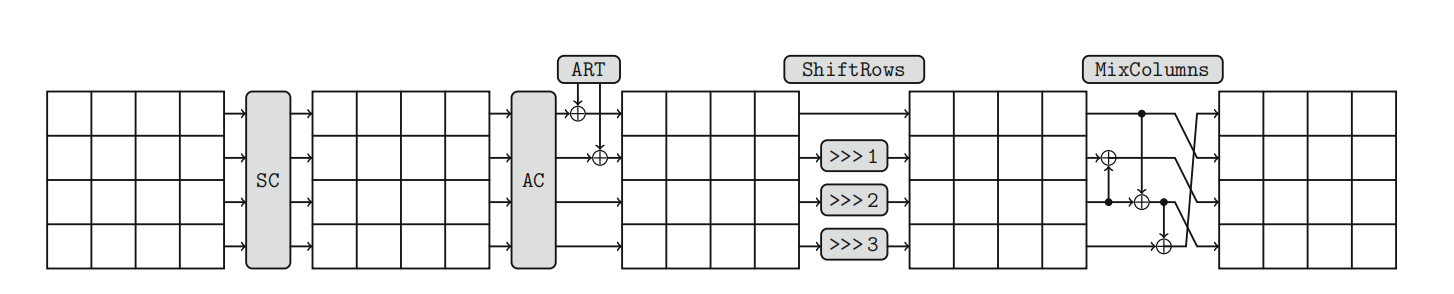 ART
ShiftRows
MixColumns
SC
AC
>>>1
>>>2
>>>3